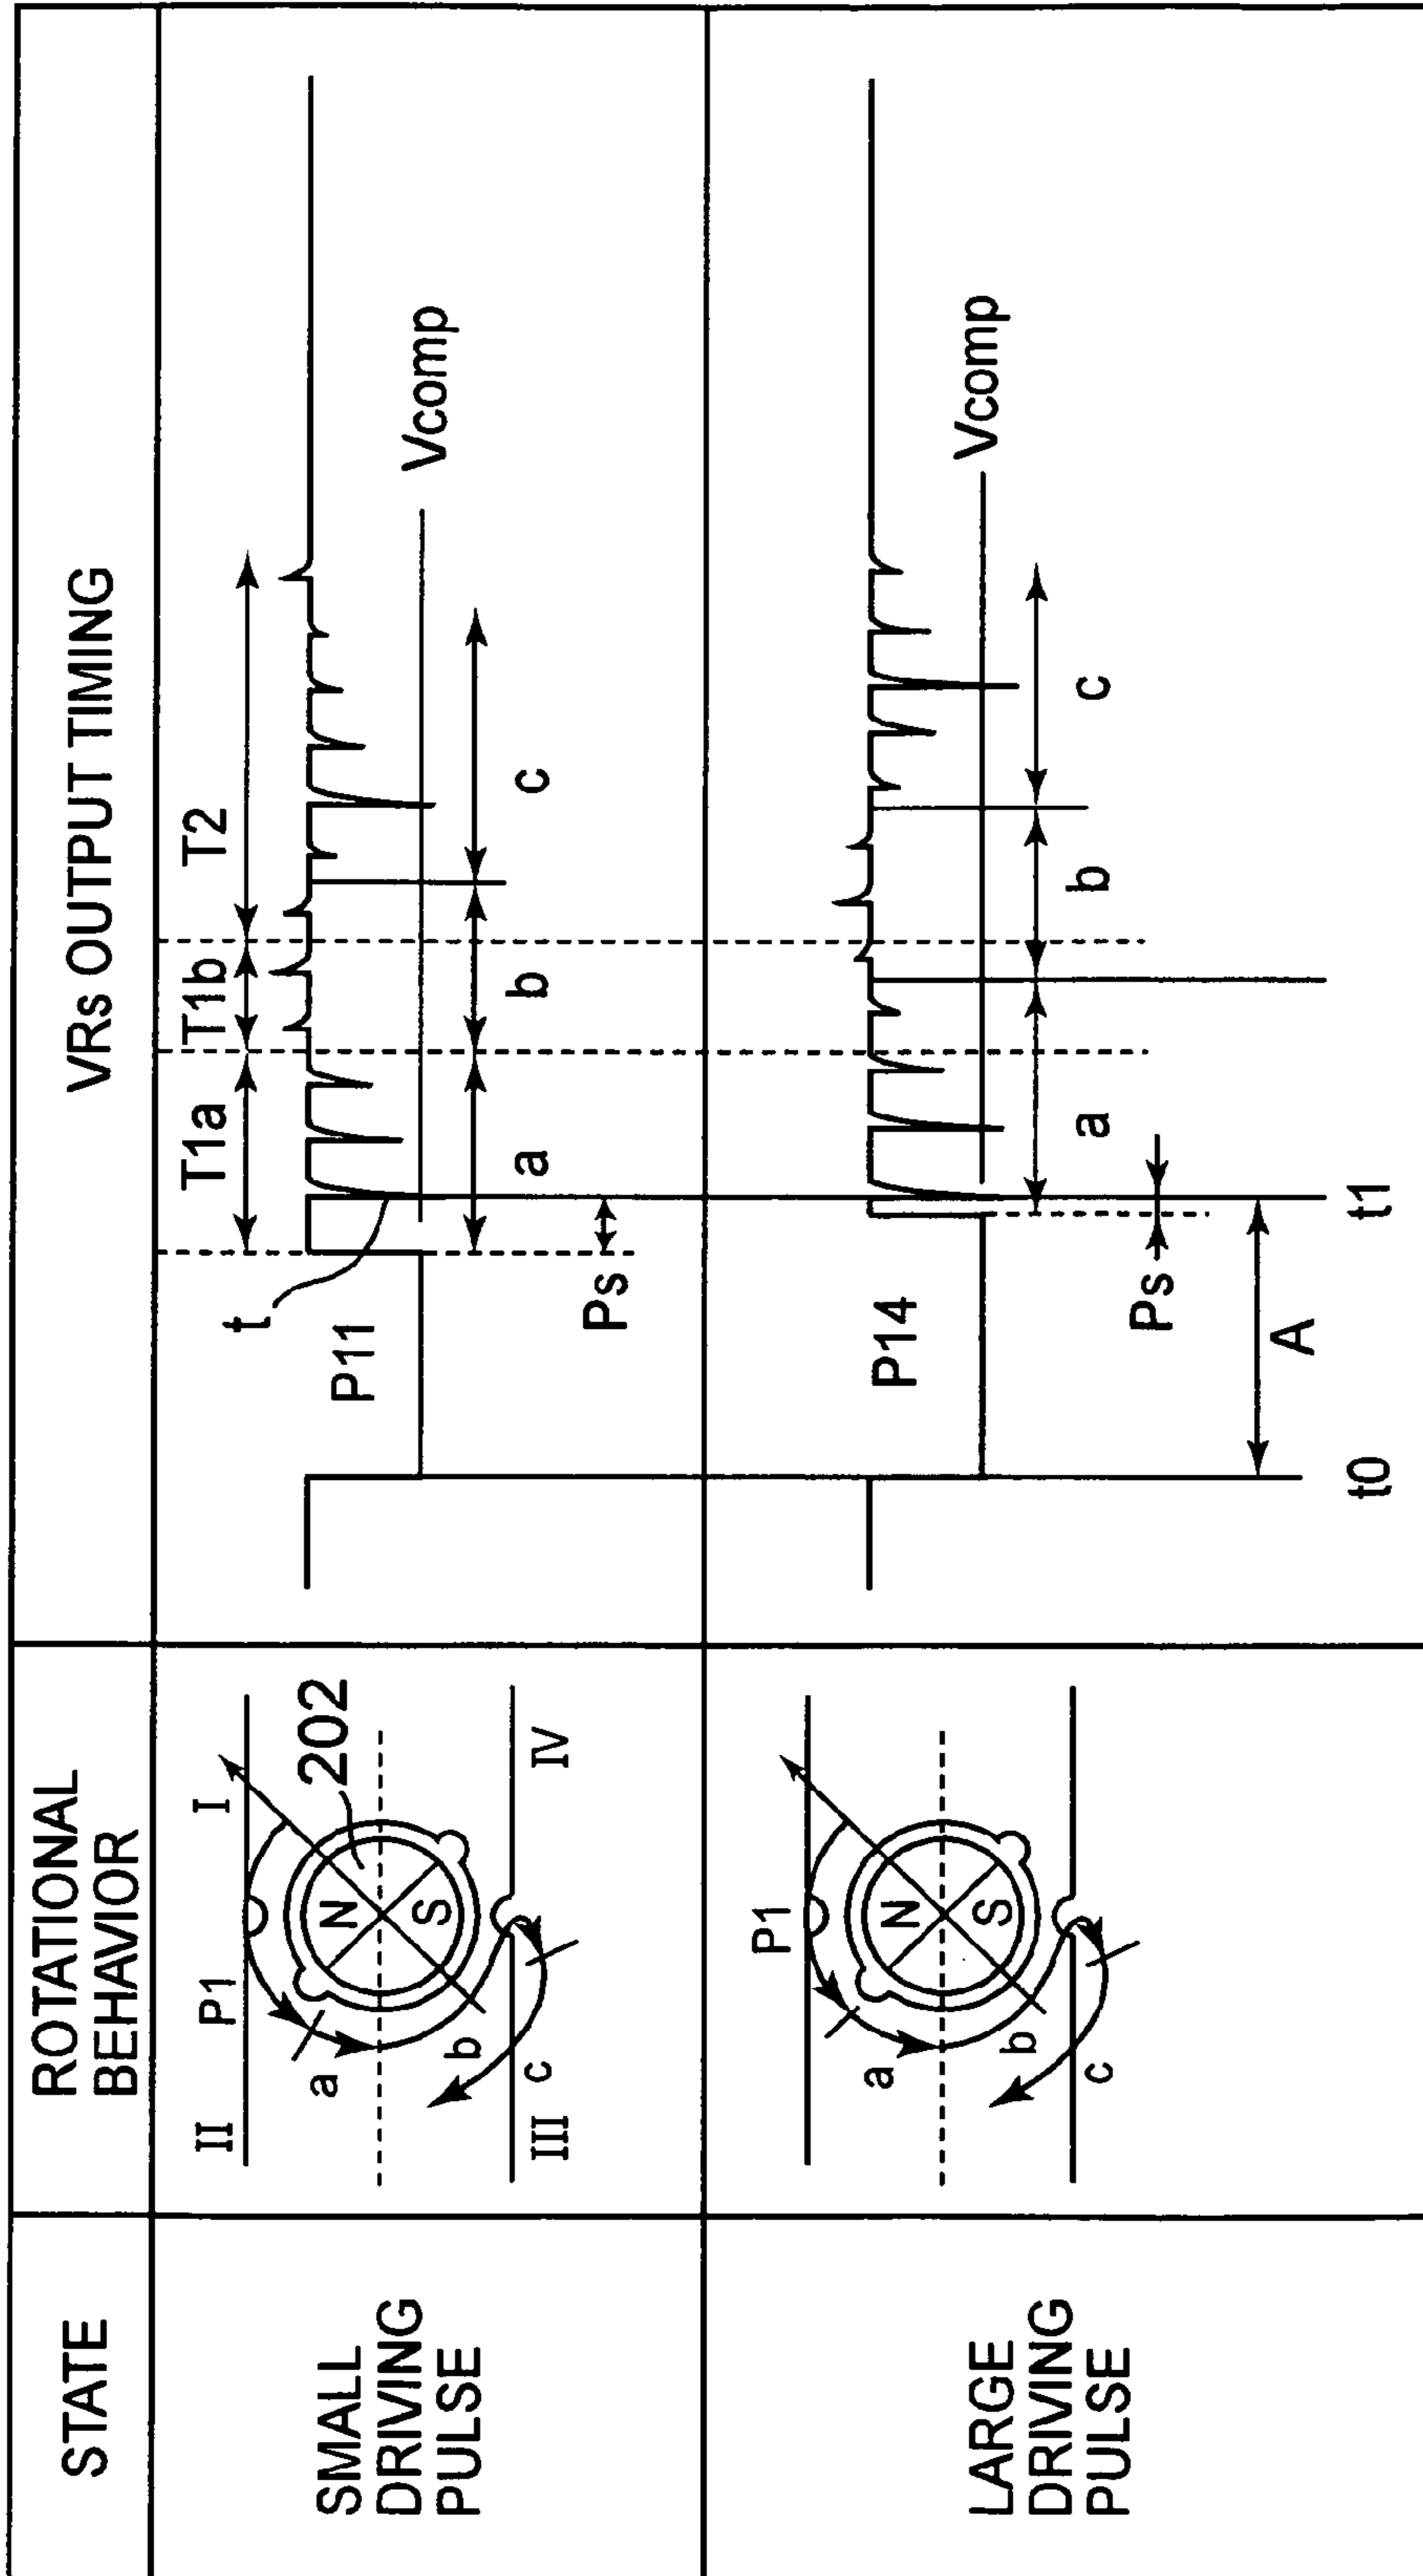 STATE
ROTATIONAL
BEHAVIOR
VRs OUTPUT TIMING
SMALL
DRIVING
PULSE
II
P1
I
202
N
S
a
b
c
III
IV
T1a
T1b
T2
t
P11
Vcomp
Ps
a
b
c
LARGE
DRIVING
PULSE
P1
N
S
a
b
c
P14
Vcomp
Ps
a
b
c
A
t0
t1